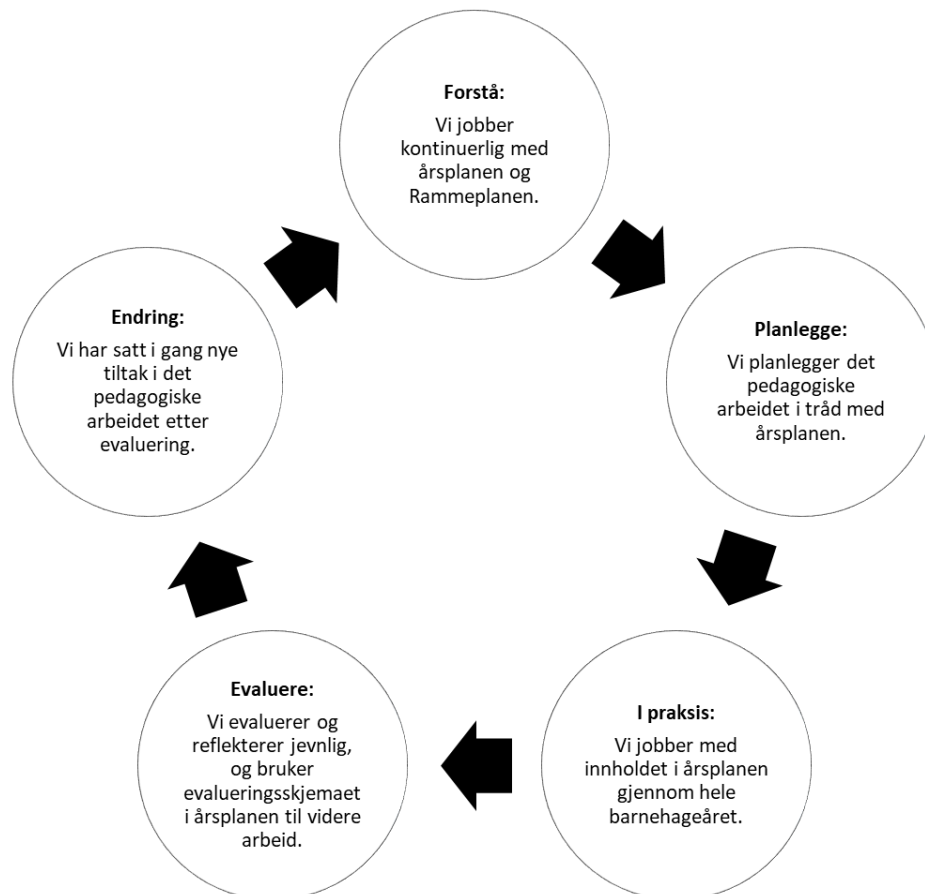 Forstå:
Vi jobber
kontinuerlig med
årsplanen og
Rammeplanen.
Planlegge:
Vi planlegger det
pedagogiske
arbeidet i tråd med
årsplanen.
I praksis:
Vi jobber med
innholdet i årsplanen
gjennom hele
barnehageåret.
Evaluere:
Vi evaluerer og
reflekterer jevnlig,
og bruker
evalueringsskjemaet
i årsplanen til videre
arbeid.
Endring:
Vi har satt i gang nye
tiltak i det
pedagogiske
arbeidet etter
evaluering.